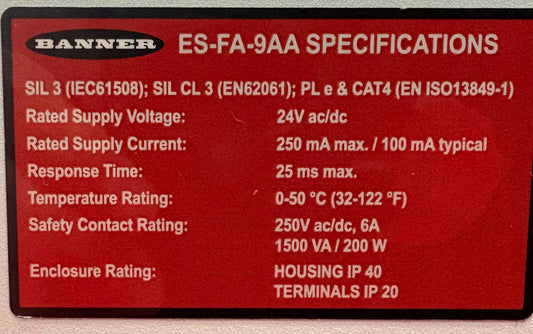 BANNER ES-FA-9AA SPECIFICATIONS
SIL 3 (IEC61508); SIL CL 3 (EN62061); PL e & CAT4 (EN ISO13849-1)
Rated Supply Voltage: 24V ac/dc
Rated Supply Current: 250 mA max. / 100 mA typical
Response Time: 25 ms max.
Temperature Rating: 0-50 °C (32-122 °F)
Safety Contact Rating: 250V ac/dc, 6A
1500 VA / 200 W
Enclosure Rating: HOUSING IP 40
TERMINALS IP 20